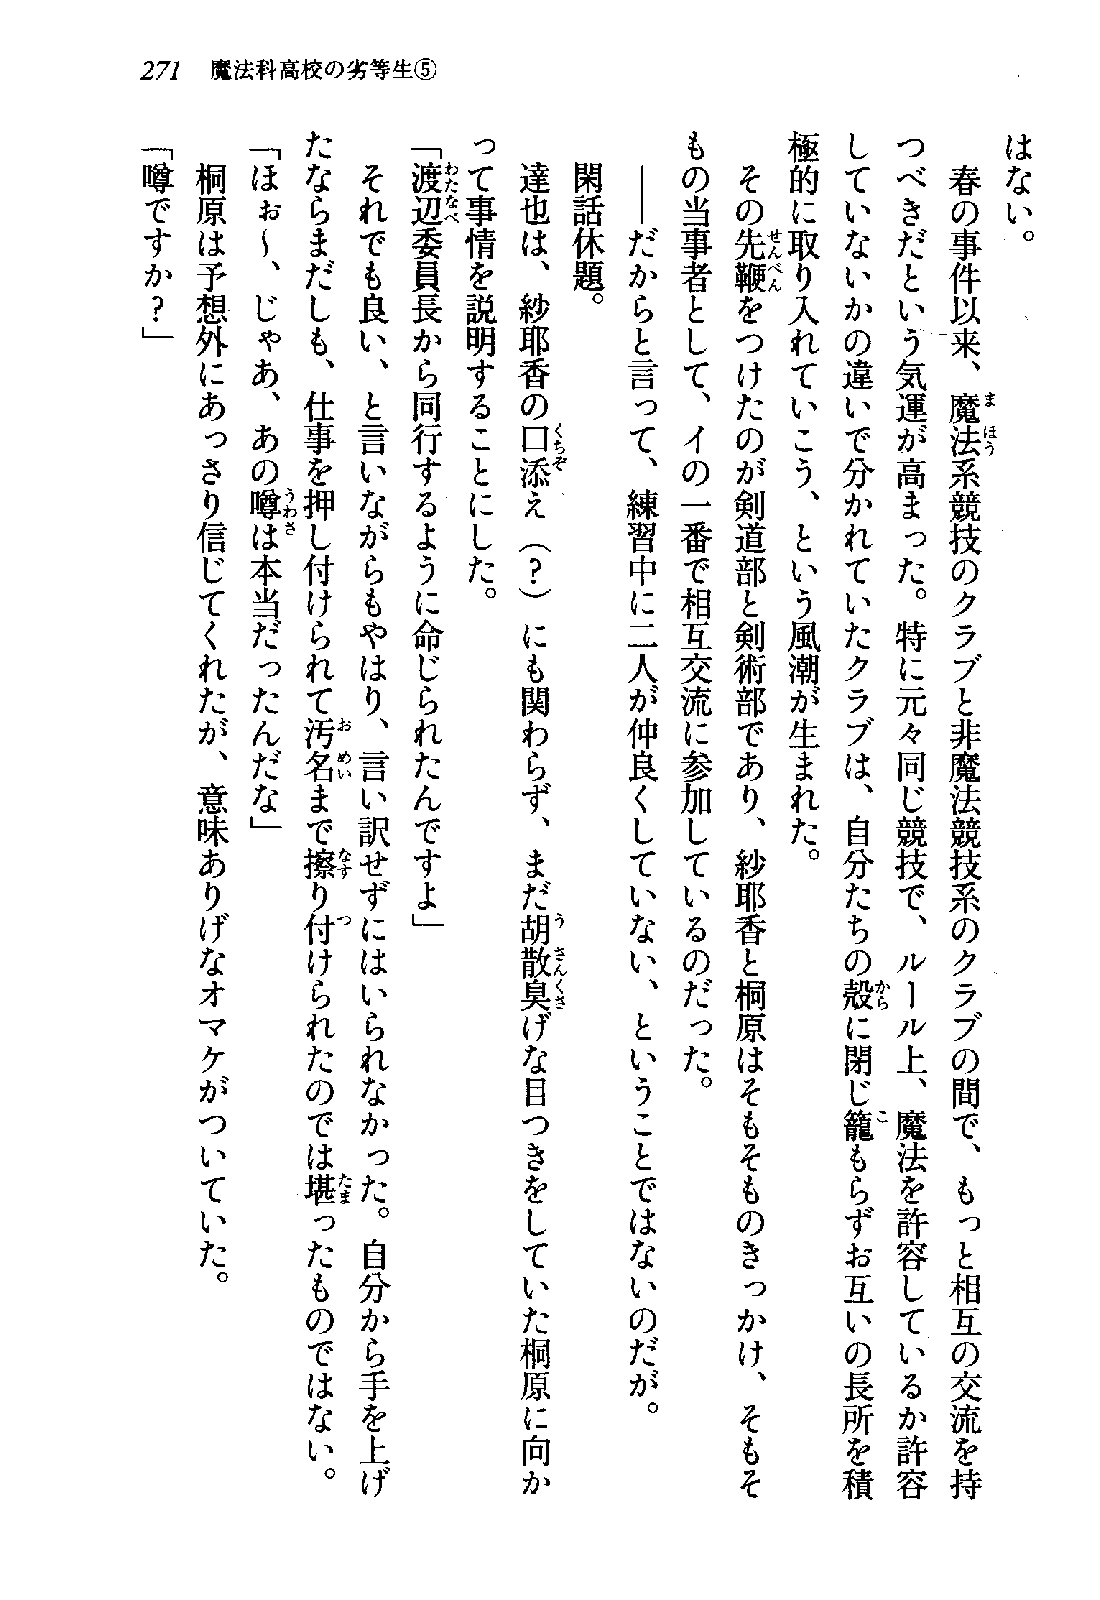 271　魔法科高校の劣等生⑤
はない。
　春の事件以来、魔法系競技のクラブと非魔法競技系のクラブの間で、もっと相互の交流を持
つべきだという気運が高まった。特に元々同じ競技で、ルール上、魔法を許容しているか許容
していないかの違いで分かれていたクラブは、自分たちの殻に閉じ籠もらずお互いの長所を積
極的に取り入れていこう、という風潮が生まれた。
　その先鞭をつけたのが剣道部と剣術部であり、紗耶香と桐原はそもそものきっかけ、そもそ
もの当事者として、イの一番で相互交流に参加しているのだった。
　――だからと言って、練習中に二人が仲良くしていない、ということではないのだが。
　閑話休題。
　達也は、紗耶香の口添え（？）にも関わらず、まだ胡散臭げな目つきをしていた桐原に向か
って事情を説明することにした。
「渡辺委員長から同行するように命じられたんですよ」
　それでも良い、と言いながらもやはり、言い訳せずにはいられなかった。自分から手を上げ
たならまだしも、仕事を押し付けられて汚名まで擦り付けられたのでは堪ったものではない。
「ほぉ〜、じゃあ、あの噂は本当だったんだな」
　桐原は予想外にあっさり信じてくれたが、意味ありげなオマケがついていた。
「噂ですか？」